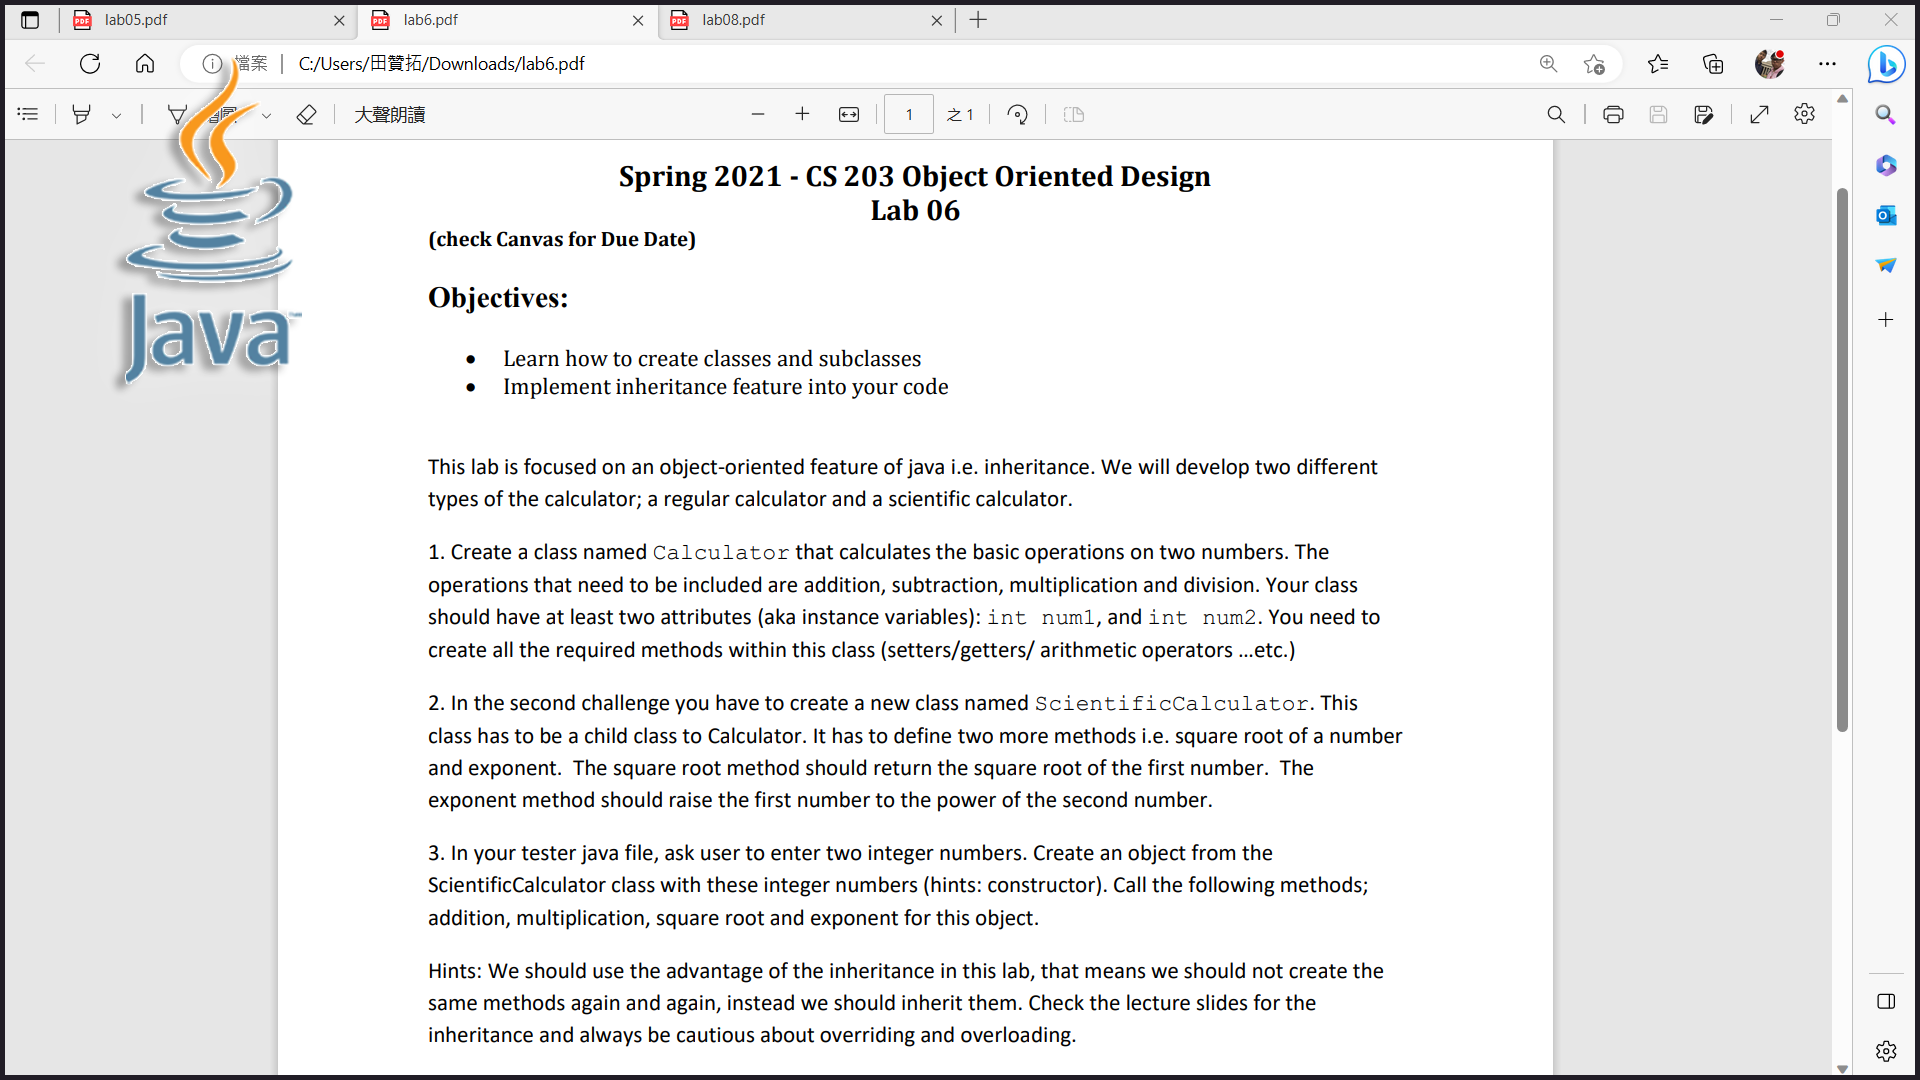 lab05.pdf
lab6.pdf
lab08.pdf
檔案
C:/Users/田贊拓/Downloads/lab6.pdf
大聲朗讀
1
之 1
Java
Spring 2021 - CS 203 Object Oriented Design
Lab 06
(check Canvas for Due Date)
Objectives:
• Learn how to create classes and subclasses
• Implement inheritance feature into your code
This lab is focused on an object-oriented feature of java i.e. inheritance. We will develop two different
types of the calculator; a regular calculator and a scientific calculator.
1. Create a class named Calculator that calculates the basic operations on two numbers. The
operations that need to be included are addition, subtraction, multiplication and division. Your class
should have at least two attributes (aka instance variables): int num1, and int num2. You need to
create all the required methods within this class (setters/getters/ arithmetic operators ...etc.)
2. In the second challenge you have to create a new class named ScientificCalculator. This
class has to be a child class to Calculator. It has to define two more methods i.e. square root of a number
and exponent.  The square root method should return the square root of the first number.  The
exponent method should raise the first number to the power of the second number.
3. In your tester java file, ask user to enter two integer numbers. Create an object from the
ScientificCalculator class with these integer numbers (hints: constructor). Call the following methods;
addition, multiplication, square root and exponent for this object.
Hints: We should use the advantage of the inheritance in this lab, that means we should not create the
same methods again and again, instead we should inherit them. Check the lecture slides for the
inheritance and always be cautious about overriding and overloading.